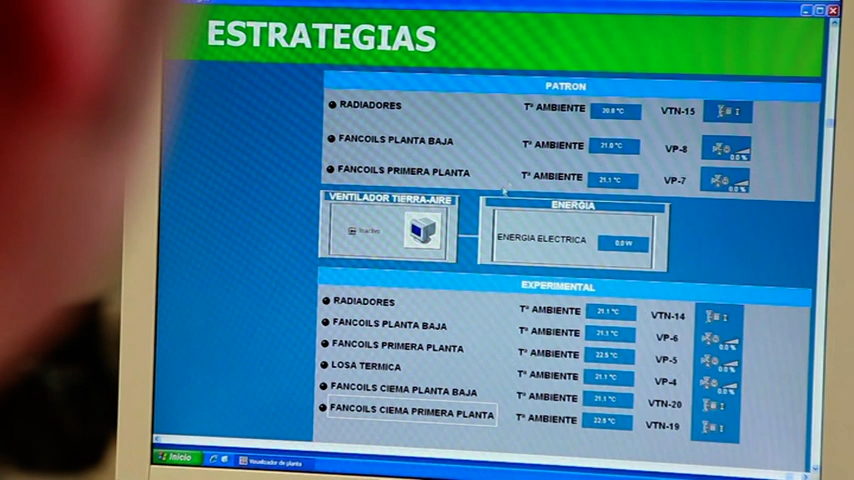 ESTRATEGIAS
PATRON
RADIADORES Tª AMBIENTE 20.8 °C VTN-15
FANCOILS PLANTA BAJA Tª AMBIENTE 21.0 °C VP-8 0.0 %
FANCOILS PRIMERA PLANTA Tª AMBIENTE 21.1 °C VP-7 0.0 %
VENTILADOR TIERRA-AIRE
Inactivo
ENERGIA
ENERGIA ELECTRICA 0.0 W
EXPERIMENTAL
RADIADORES Tª AMBIENTE 21.1 °C VTN-14
FANCOILS PLANTA BAJA Tª AMBIENTE 21.1 °C VP-6 0.0 %
FANCOILS PRIMERA PLANTA Tª AMBIENTE 22.5 °C VP-5 0.0 %
LOSA TERMICA Tª AMBIENTE 21.1 °C VP-4 0.0 %
FANCOILS CIEMA PLANTA BAJA Tª AMBIENTE 21.1 °C VTN-20
FANCOILS CIEMA PRIMERA PLANTA Tª AMBIENTE 22.5 °C VTN-19
Inicio
Visualizador de planta